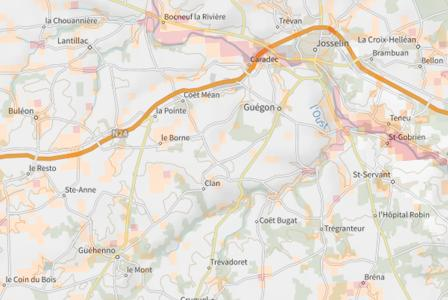 la Chouannière
Bocneuf la Rivière
Trévan
Lantillac
Josselin
La Croix-Helléan
Brambuan
Bellon
Caradec
Coët Méan
la Pointe
Guégon
Buléon
l'Oust
Teneu
N24
le Borne
St-Gobrien
le Resto
St-Servant
Ste-Anne
Clan
l'Hôpital Robin
Coët Bugat
Trégranteur
Guéhenno
Trévadoret
le Mont
le Coin du Bois
Bréna